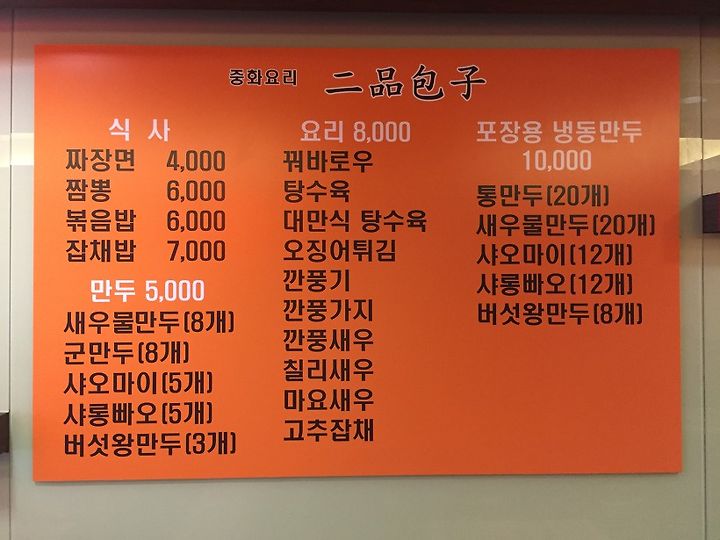 중화요리 二品包子
식 사
짜장면 4,000
짬뽕 6,000
볶음밥 6,000
잡채밥 7,000
만두 5,000
새우물만두(8개)
군만두(8개)
샤오마이(5개)
샤롱빠오(5개)
버섯왕만두(3개)
요리 8,000
꿔바로우
탕수육
대만식 탕수육
오징어튀김
깐풍기
깐풍가지
깐풍새우
칠리새우
마요새우
고추잡채
포장용 냉동만두
10,000
통만두(20개)
새우물만두(20개)
샤오마이(12개)
샤롱빠오(12개)
버섯왕만두(8개)